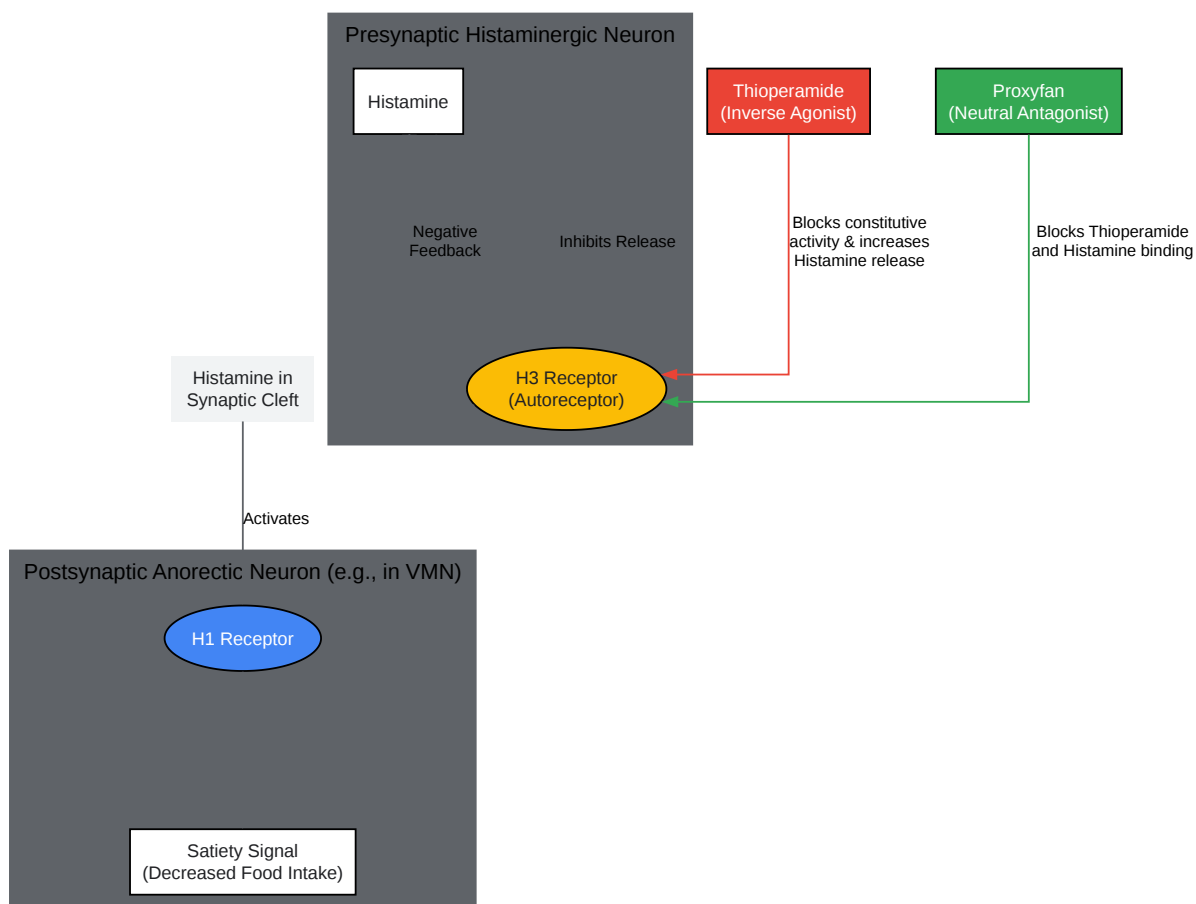 Presynaptic Histaminergic Neuron
Histamine
Thioperamide
(Inverse Agonist)
Proxyfan
(Neutral Antagonist)
Negative
Feedback
Inhibits Release
Blocks constitutive
activity & increases
Histamine release
Blocks Thioperamide
and Histamine binding
Histamine in
Synaptic Cleft
H3 Receptor
(Autoreceptor)
Activates
Postsynaptic Anorectic Neuron (e.g., in VMN)
H1 Receptor
Satiety Signal
(Decreased Food Intake)